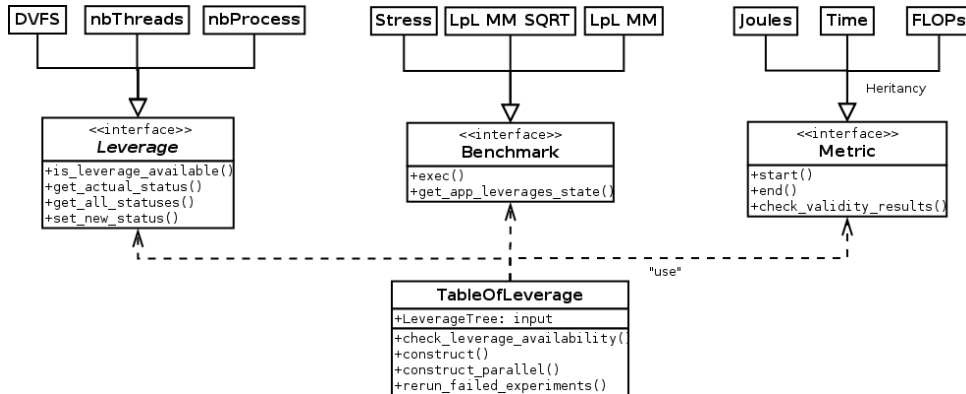 DVFS
nbThreads
nbProcess
Stress
LpL MM SQRT
LpL MM
Joules
Time
FLOPs
Heritancy
<<interface>>
Leverage
+is_leverage_available()
+get_actual_status()
+get_all_statuses()
+set_new_status()
<<interface>>
Benchmark
+exec()
+get_app_leverages_state()
<<interface>>
Metric
+start()
+end()
+check_validity_results()
"use"
TableOfLeverage
+LeverageTree: input
+check_leverage_availability()
+construct()
+construct_parallel()
+rerun_failed_experiments()